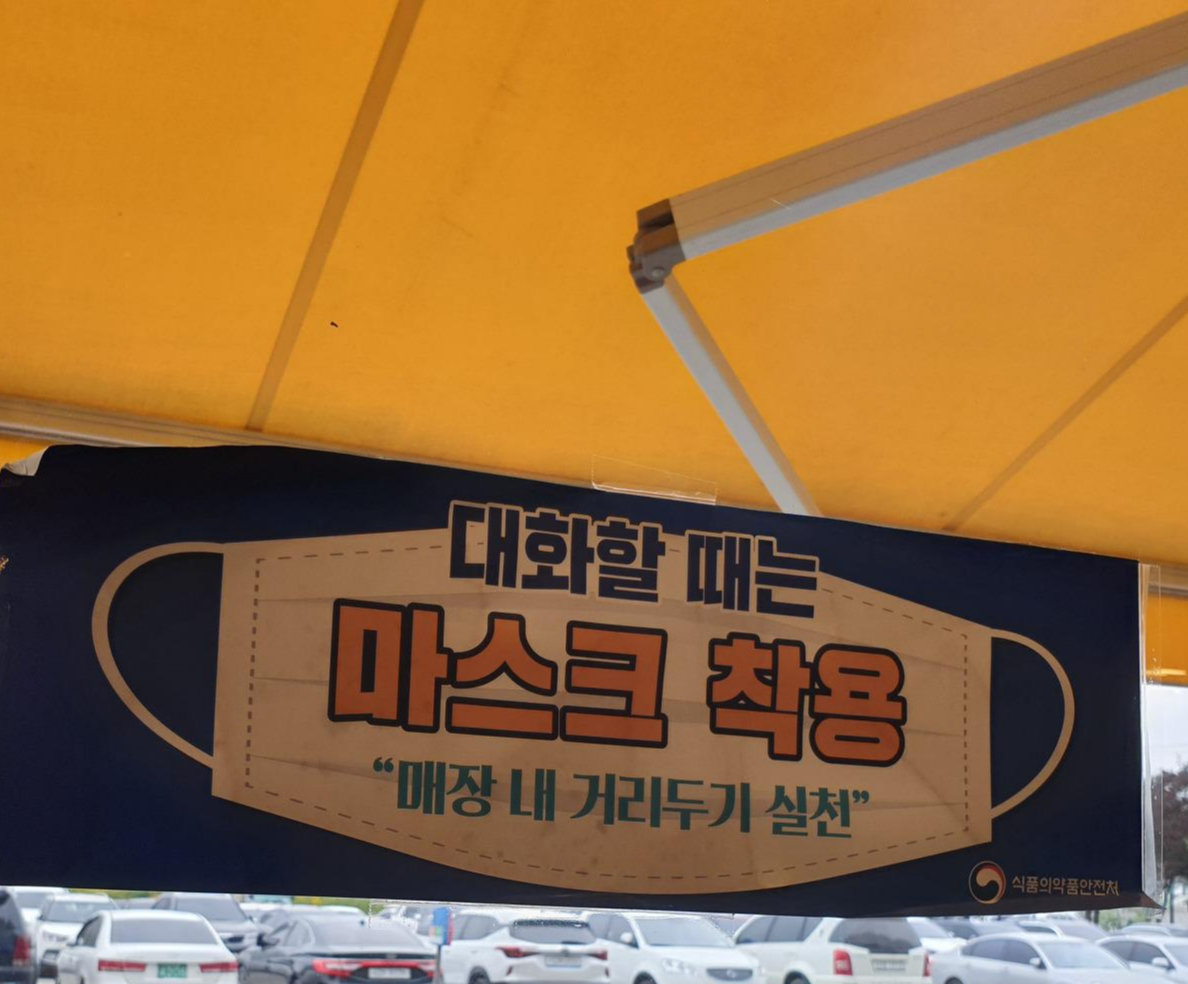 대화할 때는
마스크 착용
“매장 내 거리두기 실천”
식품의약품안전처